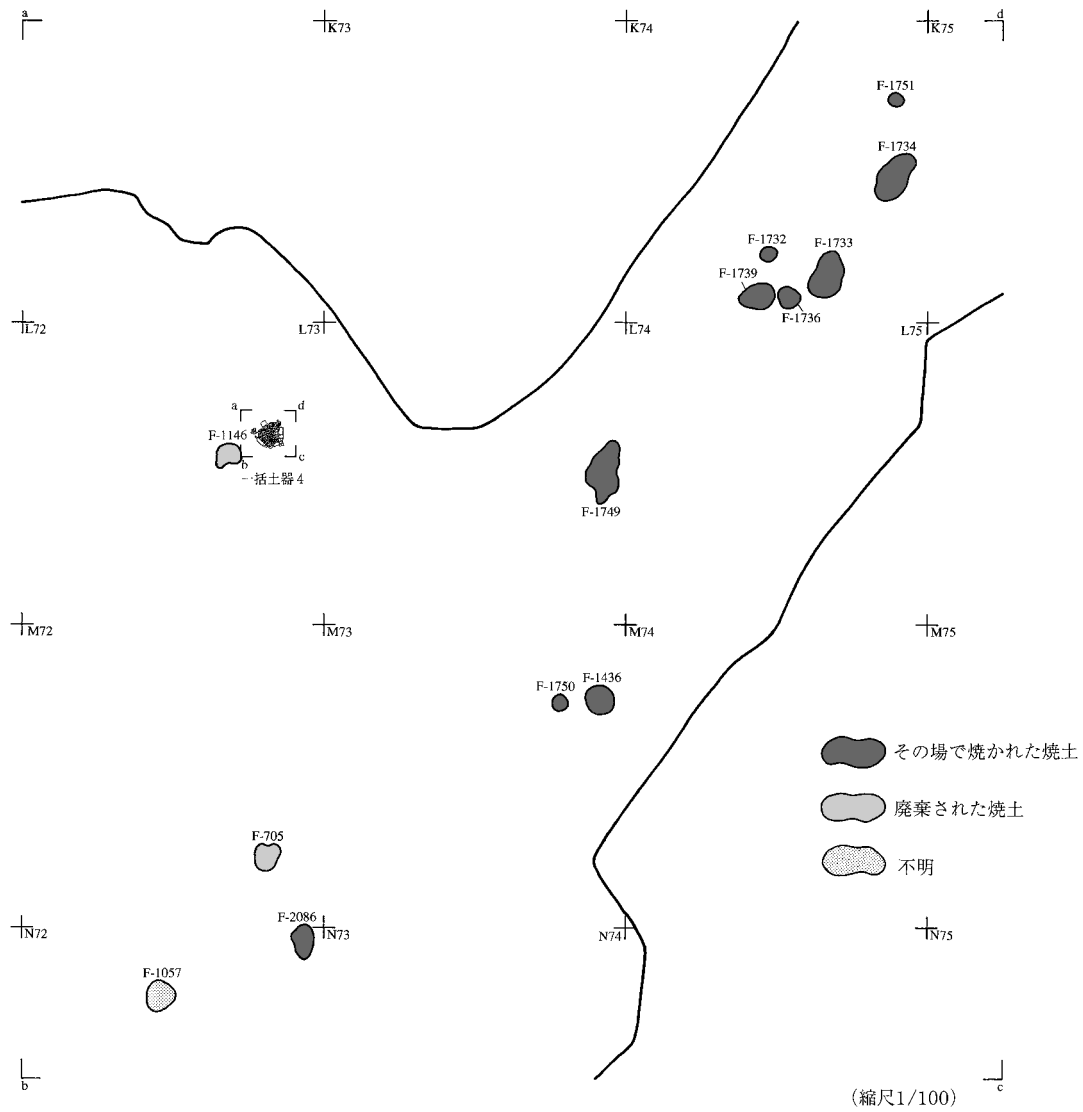 a
K73
K74
K75
d
F-1751
F-1734
F-1732
F-1733
F-1739
F-1736
L72
L73
L74
L75
a
d
F-1146
b
c
一括土器4
F-1749
M72
M73
M74
M75
F-1750
F-1436
その場で焼かれた焼土
廃棄された焼土
不明
F-705
F-2086
N72
N73
N74
N75
F-1057
b
c
(縮尺1/100)